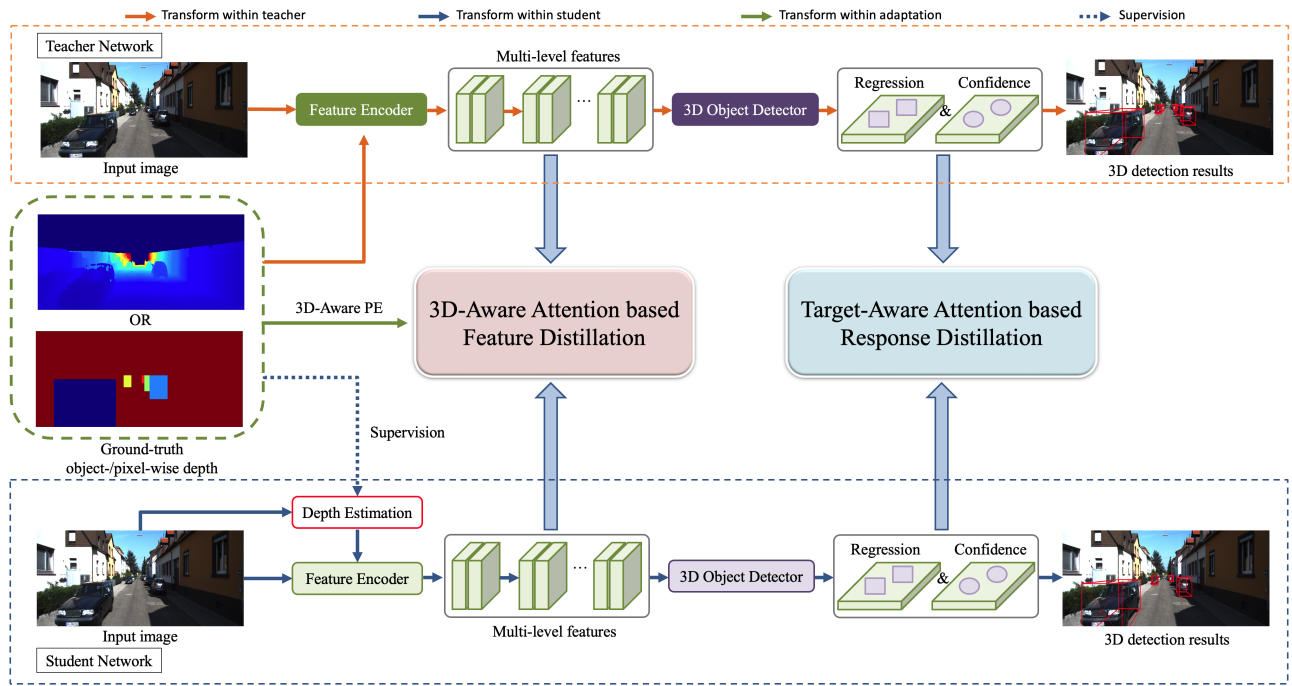 Transform within teacher
Transform within student
Transform within adaptation
Supervision
Teacher Network
Input image
Feature Encoder
Multi-level features
...
3D Object Detector
Regression
&
Confidence
3D detection results
OR
Ground-truth
object-/pixel-wise depth
3D-Aware PE
3D-Aware Attention based
Feature Distillation
Target-Aware Attention based
Response Distillation
Supervision
Depth Estimation
Input image
Student Network
Feature Encoder
...
Multi-level features
3D Object Detector
Regression
&
Confidence
3D detection results